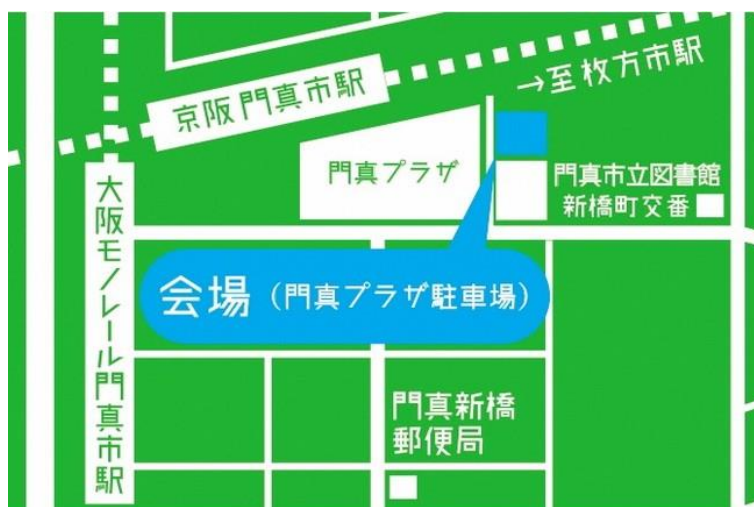 →至枚方市駅
京阪門真市駅
門真プラザ
門真市立図書館
新橋町交番
大阪モノレール門真市駅
会場（門真プラザ駐車場）
門真新橋
郵便局